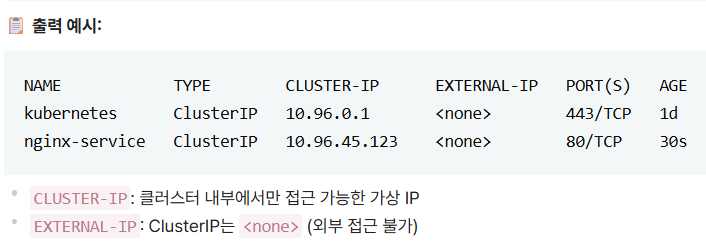 📋 출력 예시:
NAME TYPE CLUSTER-IP EXTERNAL-IP PORT(S) AGE
kubernetes ClusterIP 10.96.0.1 <none> 443/TCP 1d
nginx-service ClusterIP 10.96.45.123 <none> 80/TCP 30s
• CLUSTER-IP: 클러스터 내부에서만 접근 가능한 가상 IP
• EXTERNAL-IP: ClusterIP는 <none> (외부 접근 불가)